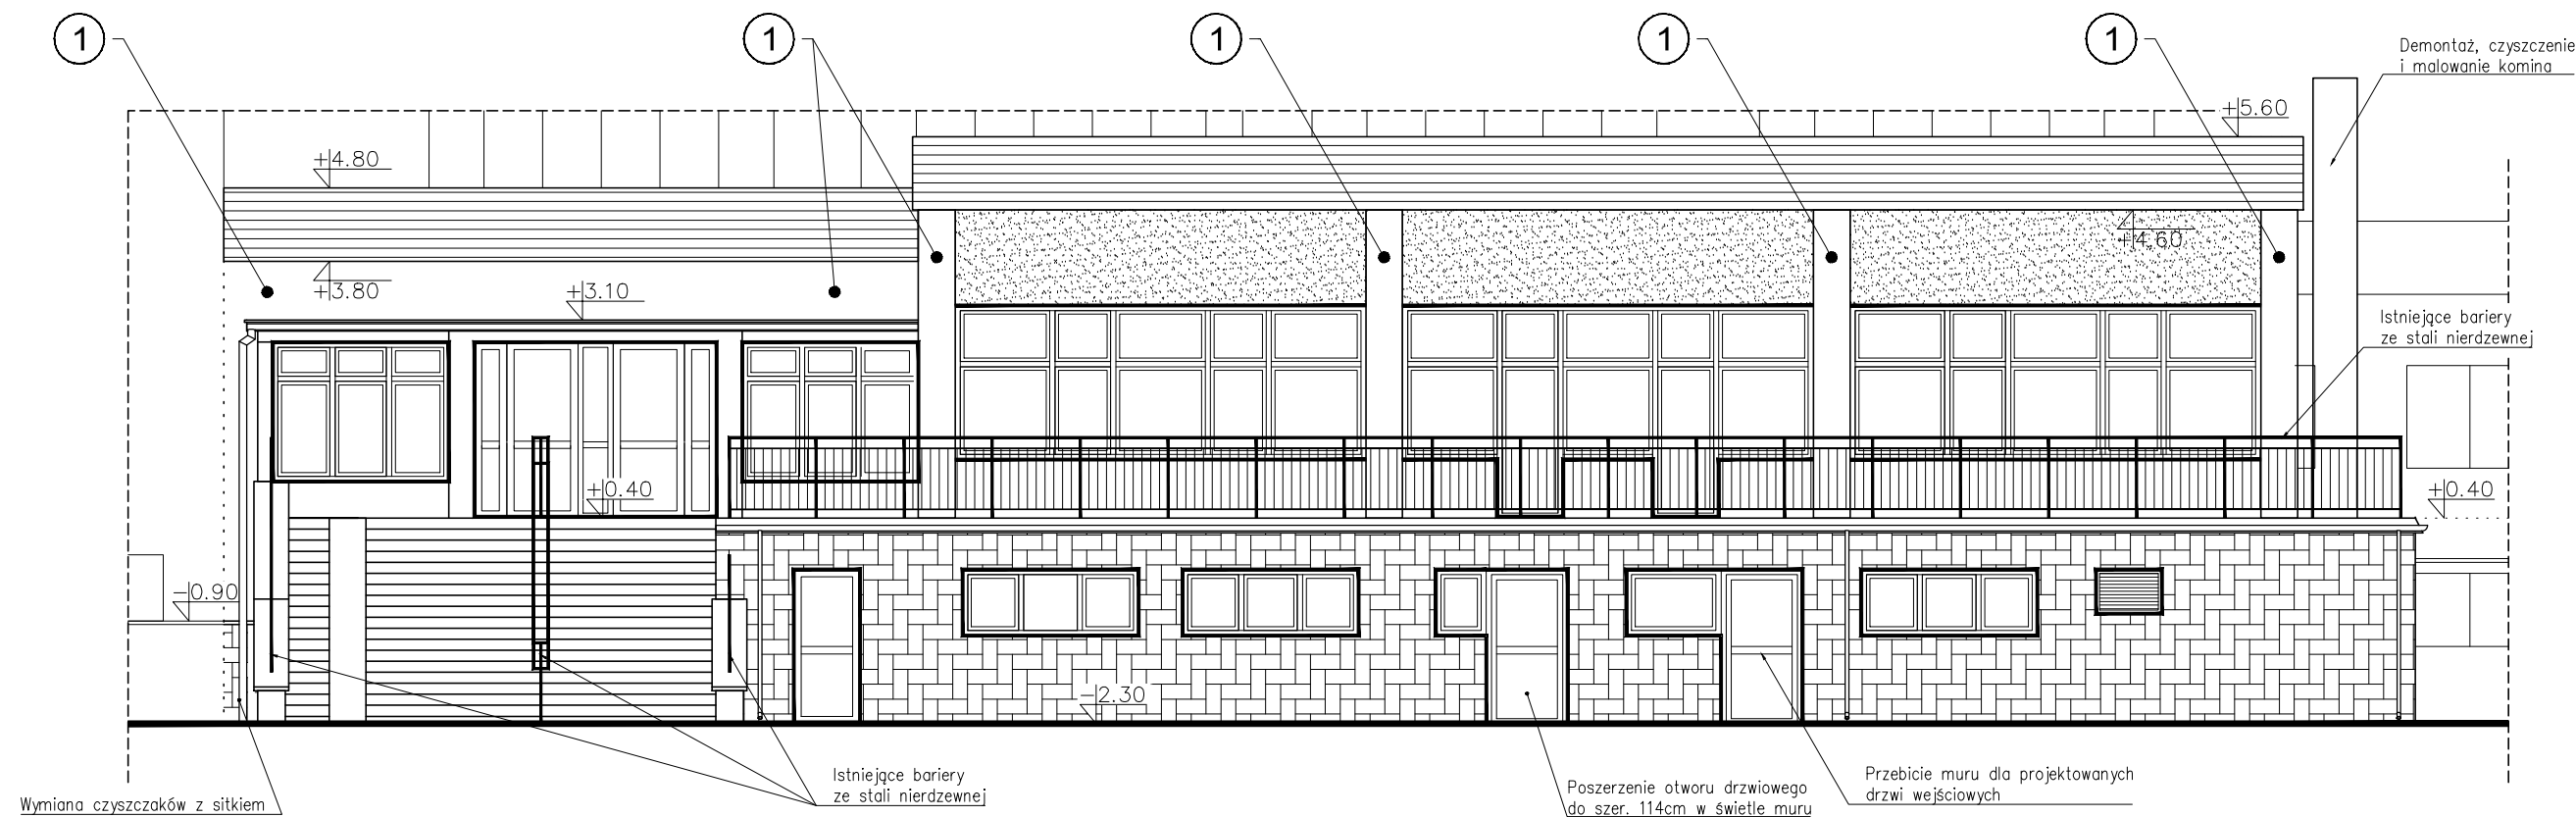 1
1
1
1
1
Demontaż, czyszczenie
i malowanie komina
+5.60
+4.80
+4.60
+3.80
+3.10
Istniejące bariery
ze stali nierdzewnej
+0.40
+0.40
-0.90
-2.30
Istniejące bariery
ze stali nierdzewnej
Przebicie muru dla projektowanych
drzwi wejściowych
Poszerzenie otworu drzwiowego
do szer. 114cm w świetle muru
Wymiana czyszczaków z sitkiem